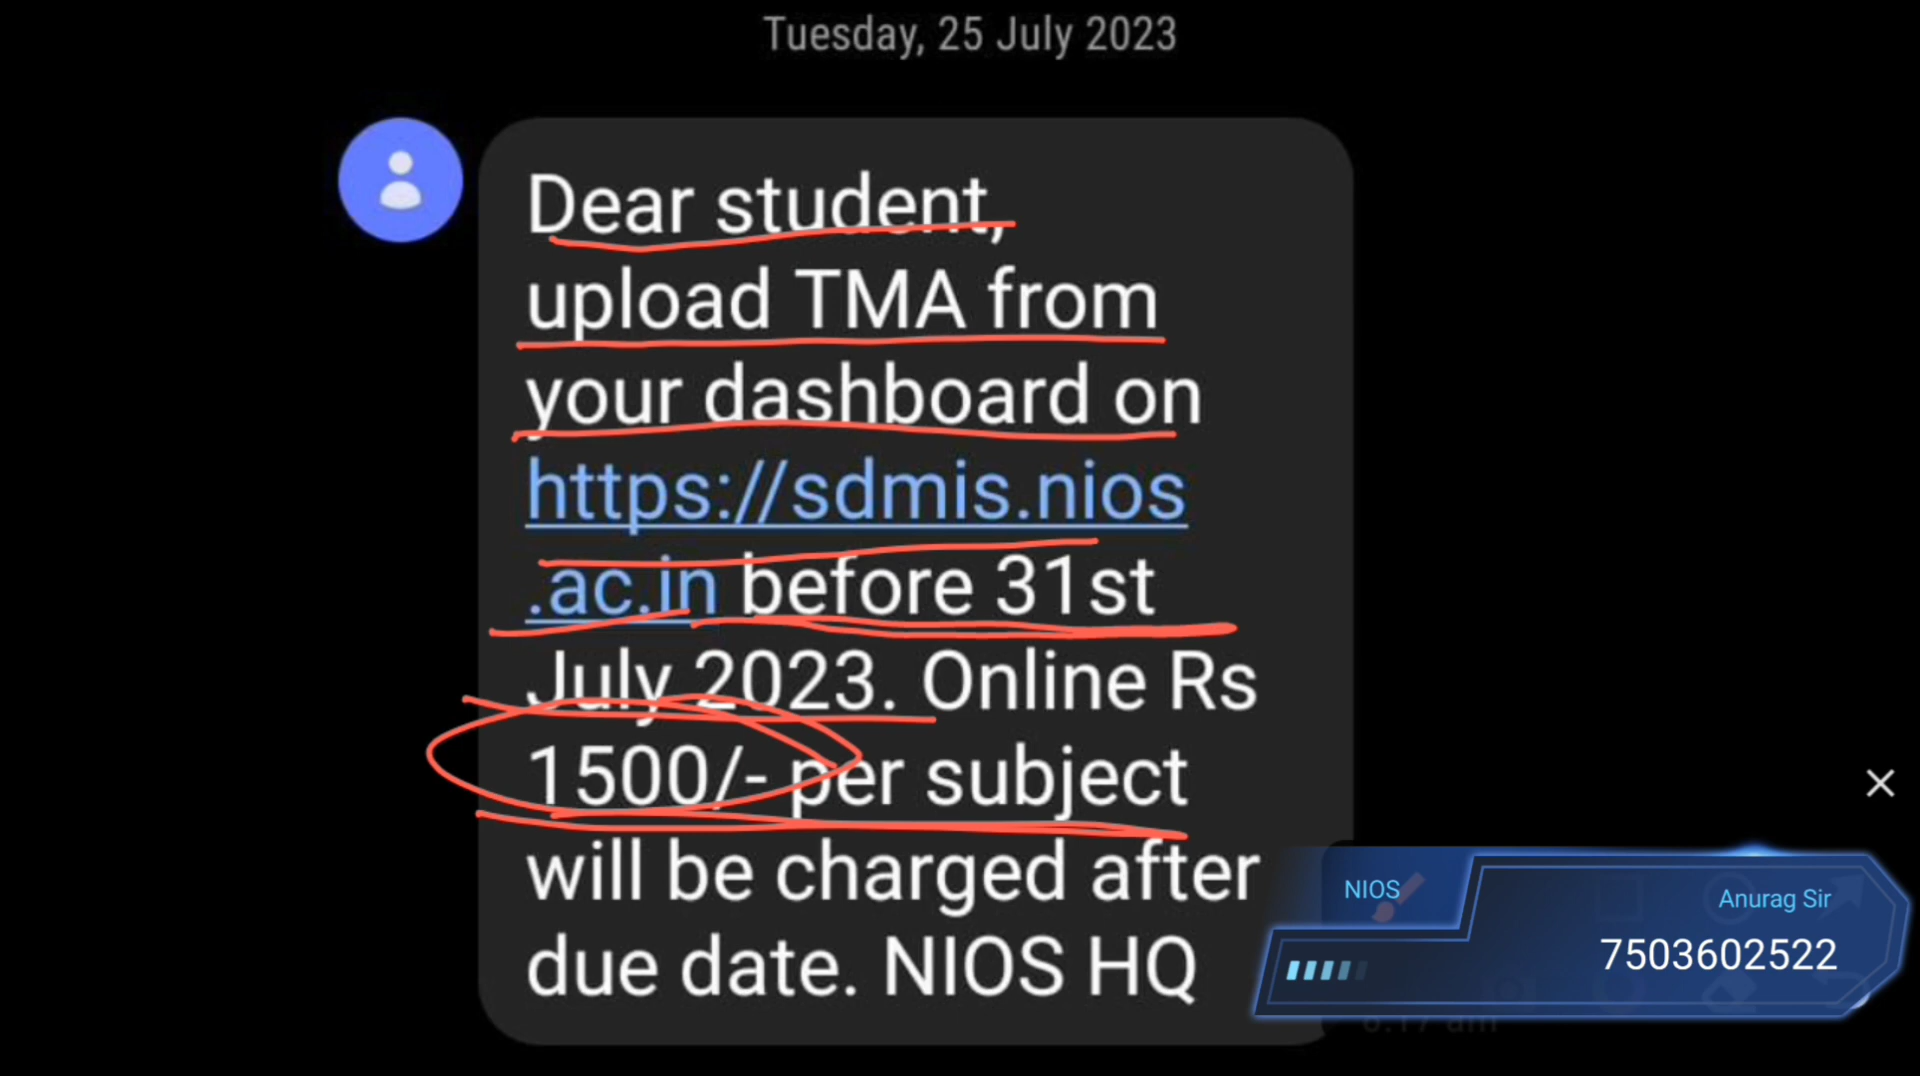 Tuesday, 25 July 2023
Dear student,
upload TMA from
your dashboard on
https://sdmis.nios
.ac.in before 31st
July 2023. Online Rs
1500/- per subject
will be charged after
due date. NIOS HQ
NIOS
Anurag Sir
7503602522